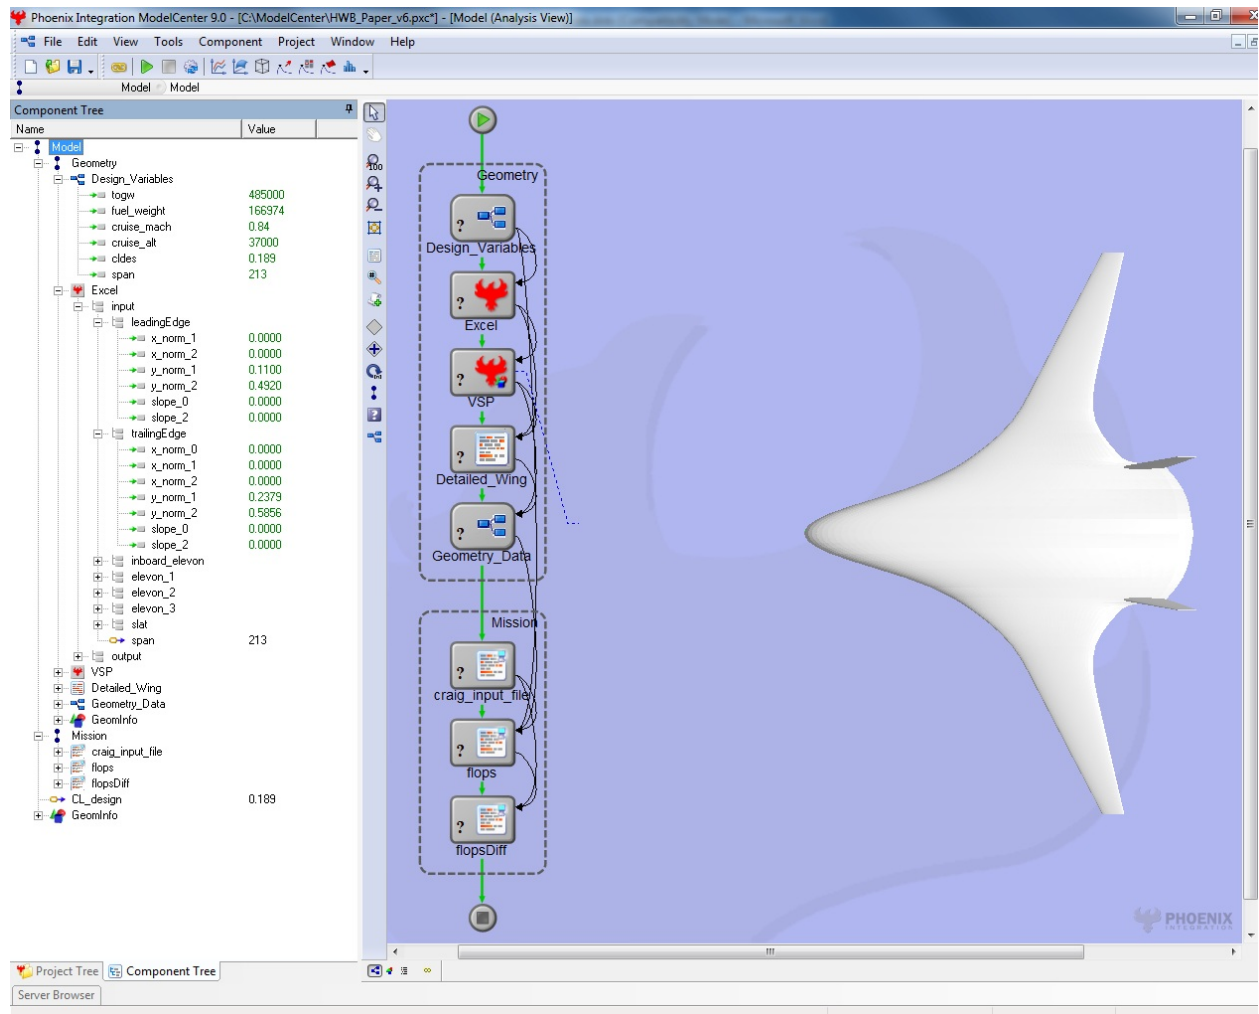 Phoenix Integration ModelCenter 9.0 - [C:\ModelCenter\HWB_Paper_v6.pxc*] - [Model (Analysis View)]
File Edit View Tools Component Project Window Help
Model Model
Component Tree
Name Value
Model
Geometry
Design_Variables
togw 485000
fuel_weight 166974
cruise_mach 0.84
cruise_alt 37000
cldes 0.189
span 213
Excel
input
leadingEdge
x_norm_1 0.0000
x_norm_2 0.0000
y_norm_1 0.1100
y_norm_2 0.4920
slope_0 0.0000
slope_2 0.0000
trailingEdge
x_norm_0 0.0000
x_norm_1 0.0000
x_norm_2 0.0000
y_norm_1 0.2379
y_norm_2 0.5856
slope_0 0.0000
slope_2 0.0000
inboard_elevon
elevon_1
elevon_2
elevon_3
slat
span 213
output
VSP
Detailed_Wing
Geometry_Data
GeomInfo
Mission
craig_input_file
flops
flopsDiff
CL_design 0.189
GeomInfo
Project Tree Component Tree
Server Browser
100
Geometry
?
Design_Variables
?
Excel
?
VSP
?
Detailed_Wing
?
Geometry_Data
Mission
?
craig_input_file
?
flops
?
flopsDiff
PHOENIX
INTEGRATION